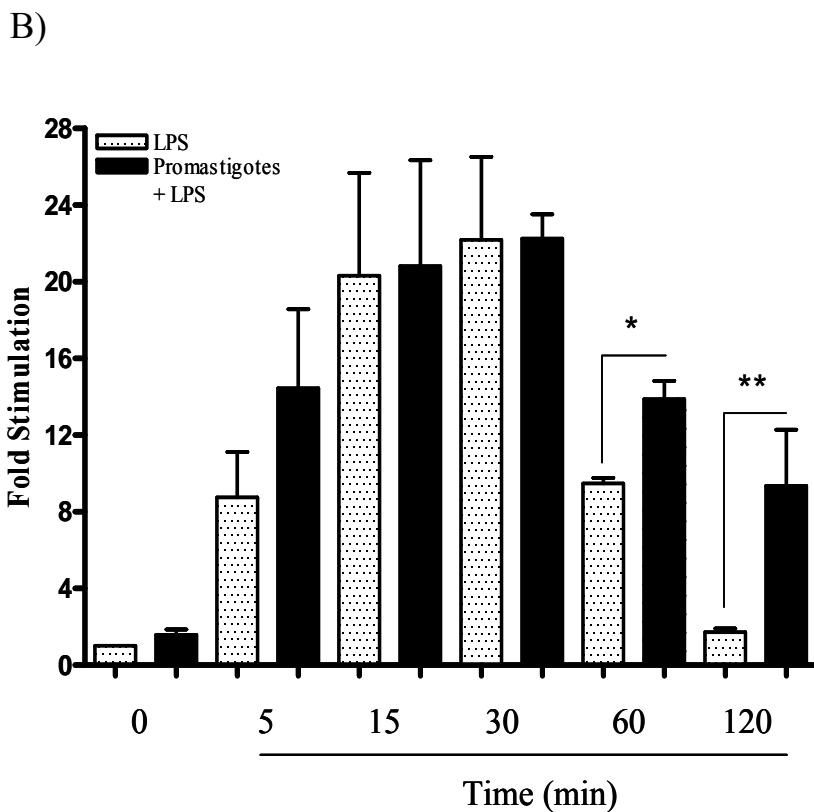 B)
LPS
Promastigotes
+ LPS
28
24
20
16
12
8
4
0
Fold Stimulation
*
**
0 5 15 30 60 120
Time (min)